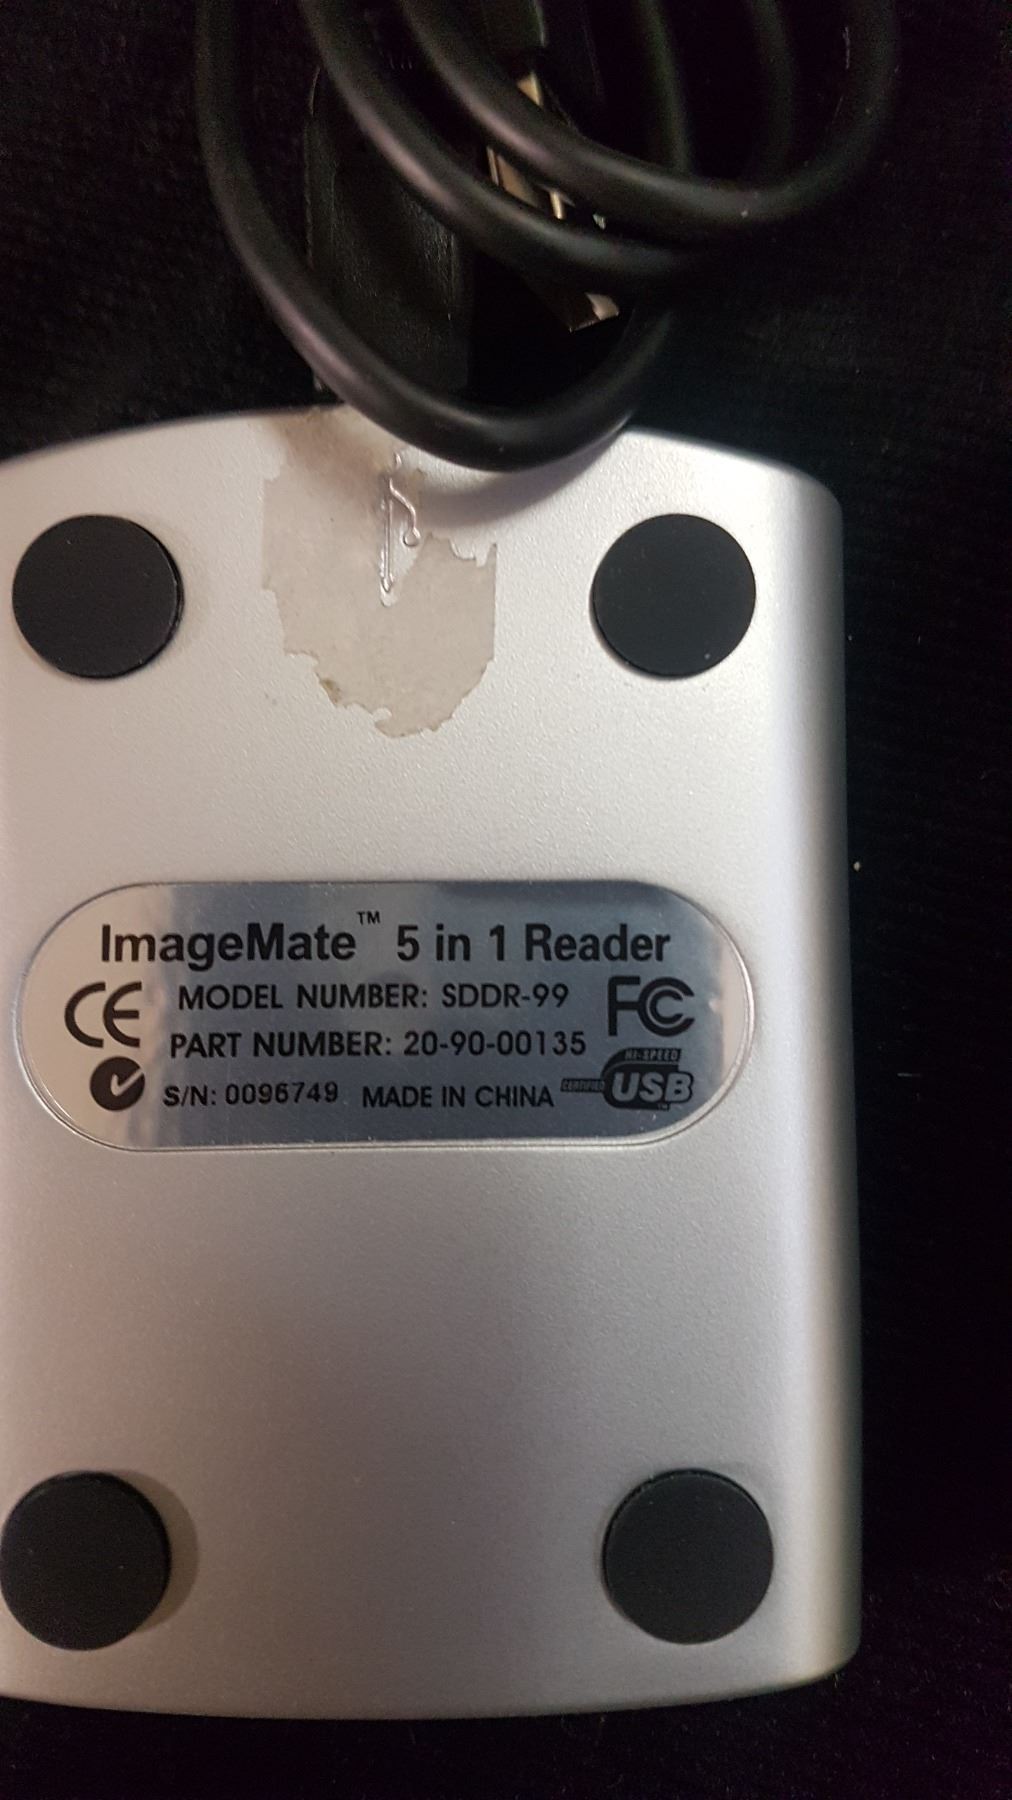 ImageMate™ 5 in 1 Reader
CE MODEL NUMBER: SDDR-99 FC
PART NUMBER: 20-90-00135
S/N: 0096749 MADE IN CHINA
HI-SPEED
CERTIFIED USB